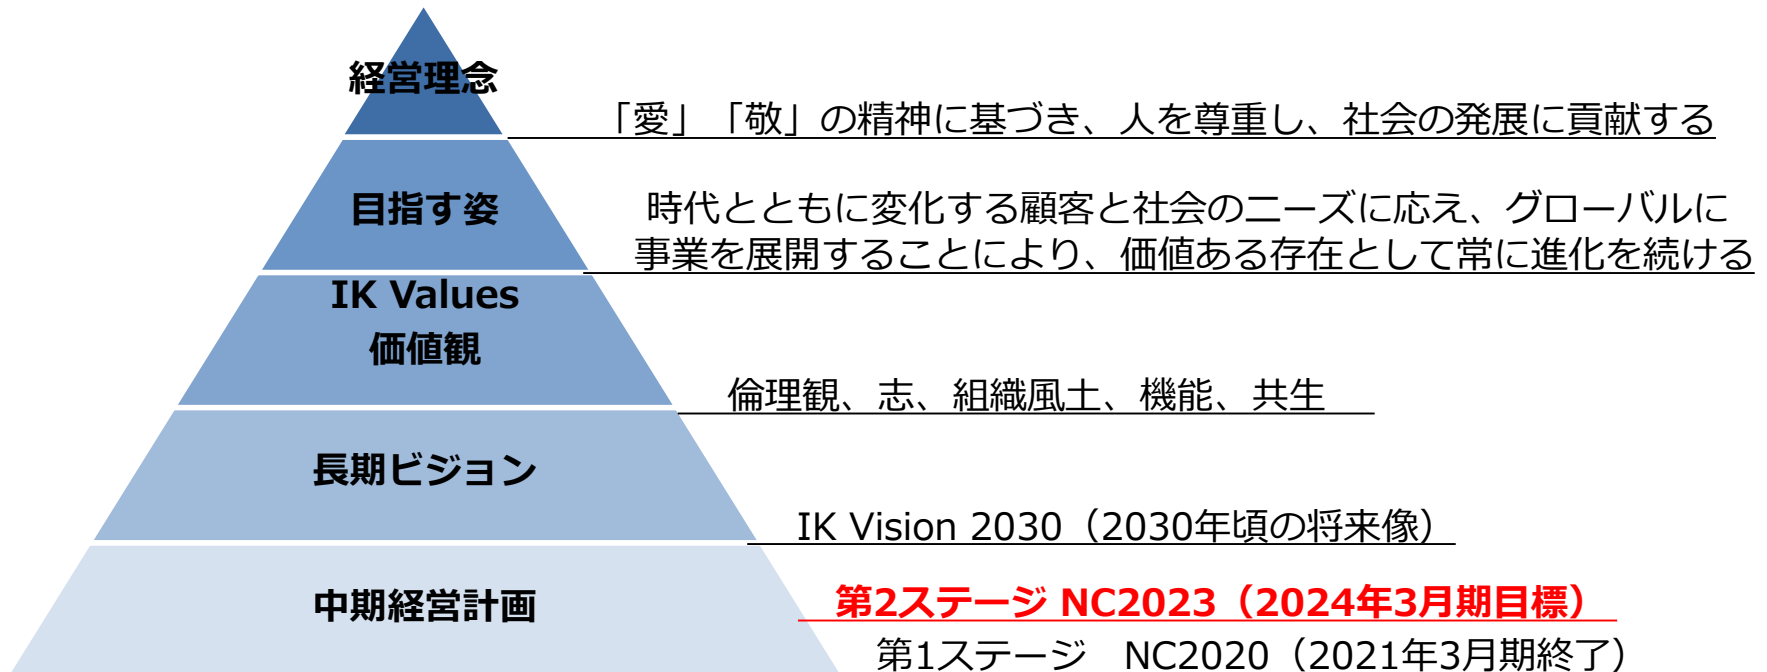 経営理念
「愛」「敬」の精神に基づき、人を尊重し、社会の発展に貢献する
目指す姿
時代とともに変化する顧客と社会のニーズに応え、グローバルに
事業を展開することにより、価値ある存在として常に進化を続ける
IK Values
価値観
倫理観、志、組織風土、機能、共生
長期ビジョン
IK Vision 2030（2030年頃の将来像）
中期経営計画
第2ステージ NC2023（2024年3月期目標）
第1ステージ　NC2020（2021年3月期終了）